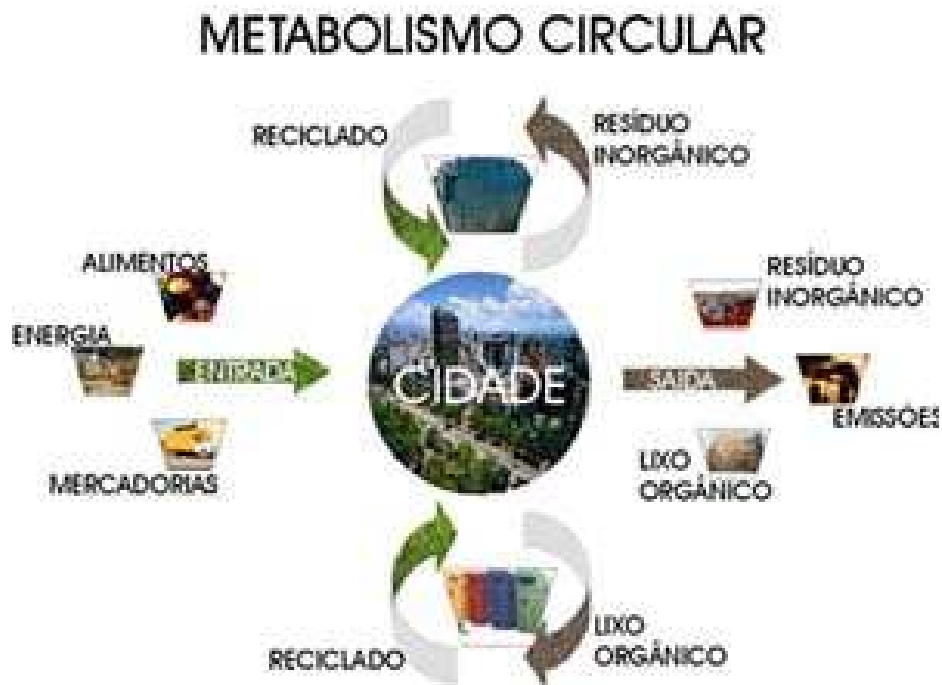 METABOLISMO CIRCULAR
RECICLADO
RESÍDUO
INORGÂNICO
ALIMENTOS
ENERGIA
ENTRADA
MERCADORIAS
CIDADE
RESÍDUO
INORGÂNICO
SAÍDA
EMISSÕES
LIXO
ORGÂNICO
RECICLADO
LIXO
ORGÂNICO